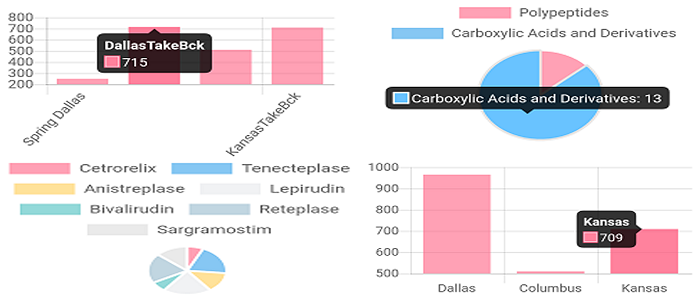 800
700
600
500
400
300
200
DallasTakeBck
715
Spring Dallas
KansasTakeBck
Polypeptides
Carboxylic Acids and Derivatives
Carboxylic Acids and Derivatives: 13
Cetrorelix Tenecteplase
Anistreplase Lepirudin
Bivalirudin Reteplase
Sargramostim
1000
900
800
700
600
500
Kansas
709
Dallas Columbus Kansas